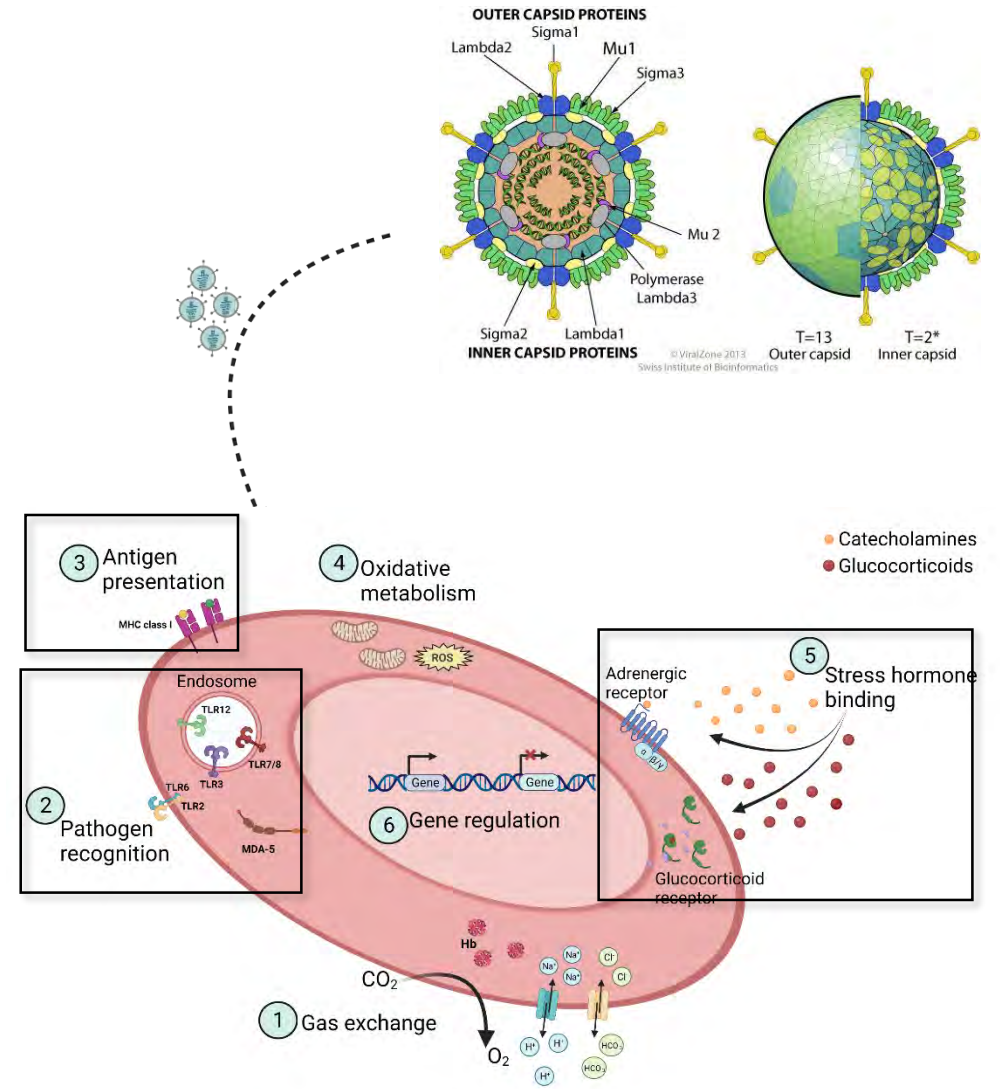 OUTER CAPSID PROTEINS
Sigma1
Lambda2
Mu1
Sigma3
Mu 2
Polymerase
Lambda3
Sigma2
Lambda1
INNER CAPSID PROTEINS
T=13
Outer capsid
T=2*
Inner capsid
© ViralZone 2013
Swiss Institute of Bioinformatics
3
Antigen
presentation
MHC class I
4
Oxidative
metabolism
ROS
Catecholamines
Glucocorticoids
5
Stress hormone
binding
Adrenergic
receptor
α
β/γ
Glucocorticoid
receptor
Endosome
TLR12
TLR7/8
TLR3
TLR6
TLR2
2
Pathogen
recognition
MDA-5
Gene
Gene
6
Gene regulation
Hb
CO₂
1
Gas exchange
O₂
Na⁺
Na⁺
Na⁺
Cl⁻
Cl⁻
H⁺
H⁺
H⁺
HCO₃
HCO₃